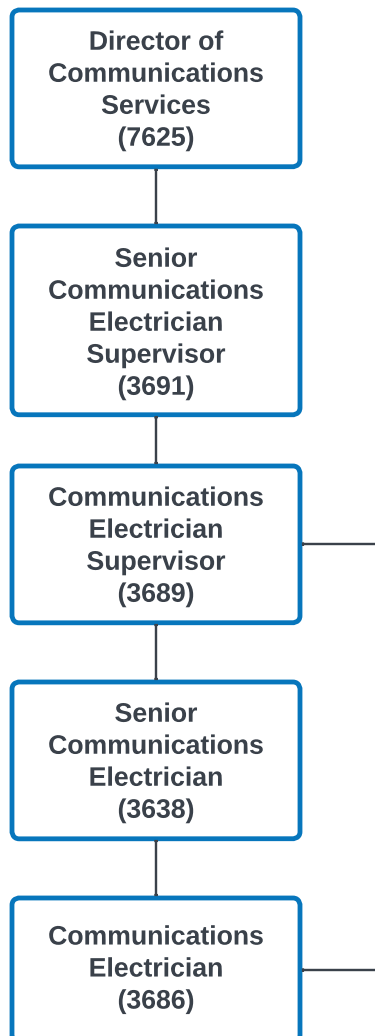 Director of
Communications
Services
(7625)
Senior
Communications
Electrician
Supervisor
(3691)
Communications
Electrician
Supervisor
(3689)
Senior
Communications
Electrician
(3638)
Communications
Electrician
(3686)